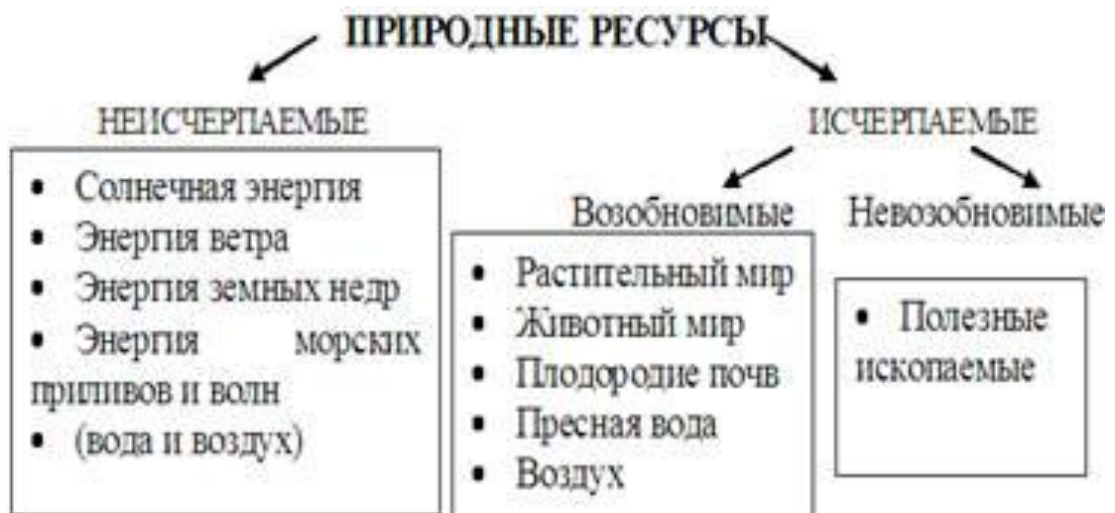 ПРИРОДНЫЕ РЕСУРСЫ
НЕИСЧЕРПАЕМЫЕ
• Солнечная энергия
• Энергия ветра
• Энергия земных недр
• Энергия морских
приливов и волн
• (вода и воздух)
ИСЧЕРПАЕМЫЕ
Возобновимые
• Растительный мир
• Животный мир
• Плодородие почв
• Пресная вода
• Воздух
Невозобновимые
• Полезные
ископаемые